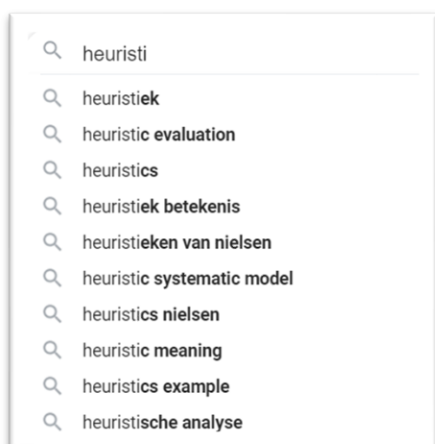 heuristi
heuristiek
heuristic evaluation
heuristics
heuristiek betekenis
heuristieken van nielsen
heuristic systematic model
heuristics nielsen
heuristic meaning
heuristics example
heuristische analyse